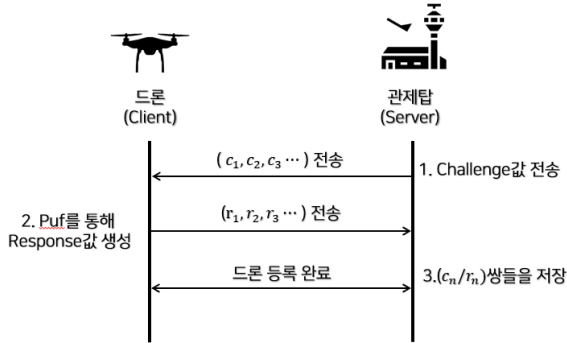 드론
(Client)
관제탑
(Server)
( c₁, c₂, c₃ ⋯ ) 전송
1. Challenge값 전송
2. Puf를 통해
Response값 생성
(r₁, r₂, r₃ ⋯ ) 전송
드론 등록 완료
3.(cₙ/rₙ)쌍들을 저장